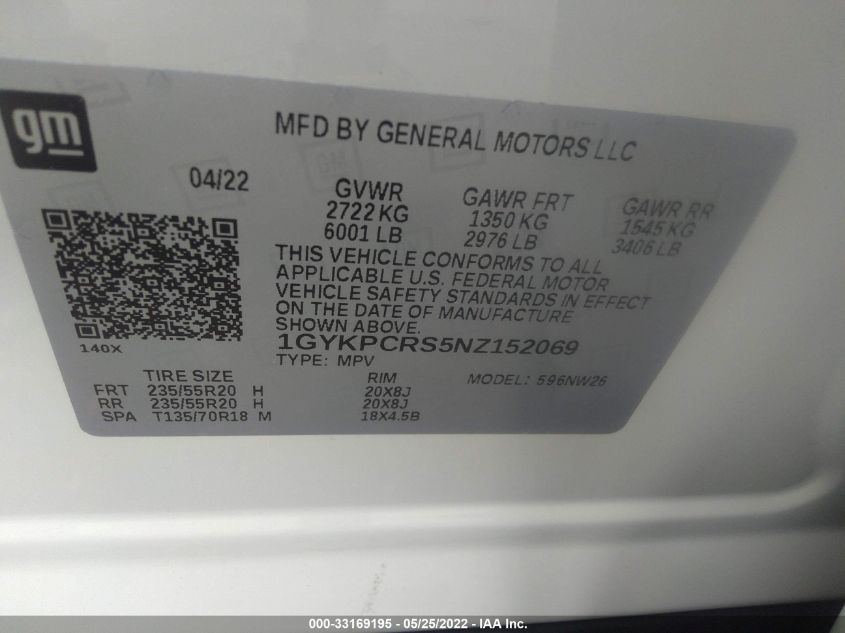 gm
MFD BY GENERAL MOTORS LLC
04/22
GVWR
2722 KG
6001 LB
GAWR FRT
1350 KG
2976 LB
GAWR RR
1545 KG
3406 LB
THIS VEHICLE CONFORMS TO ALL
APPLICABLE U.S. FEDERAL MOTOR
VEHICLE SAFETY STANDARDS IN EFFECT
ON THE DATE OF MANUFACTURE
SHOWN ABOVE.
1GYKPCRS5NZ152069
TYPE: MPV
140X
TIRE SIZE
RIM
MODEL: 596NW26
FRT 235/55R20 H 20X8J
RR 235/55R20 H 20X8J
SPA T135/70R18 M 18X4.5B
000-33169195 - 05/25/2022 - IAA Inc.